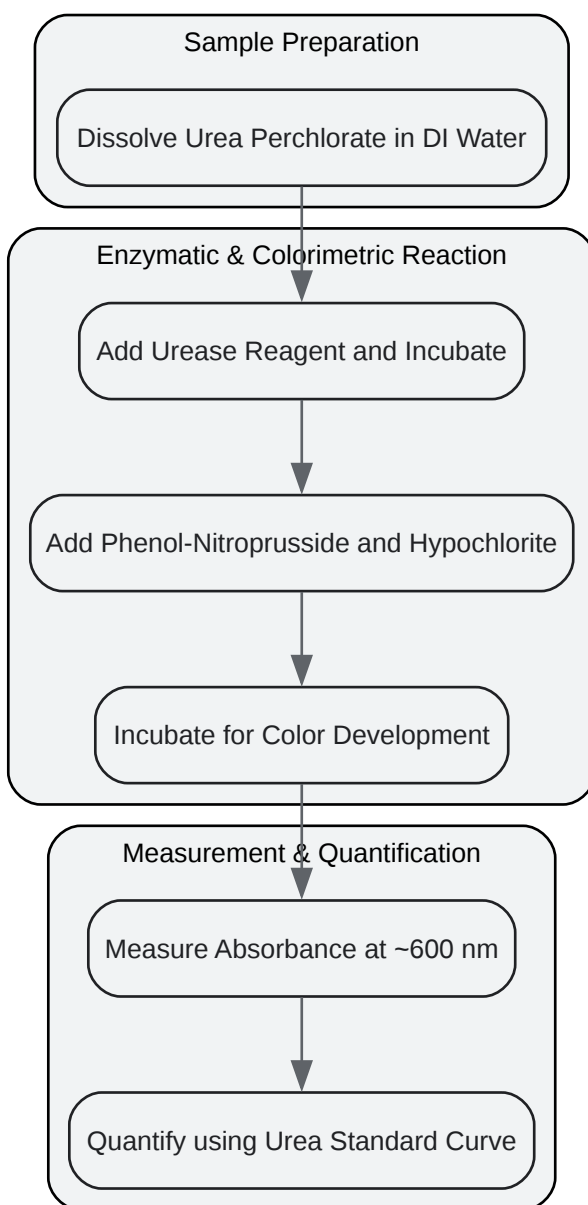 Sample Preparation
Dissolve Urea Perchlorate in DI Water
Enzymatic & Colorimetric Reaction
Add Urease Reagent and Incubate
Add Phenol-Nitroprusside and Hypochlorite
Incubate for Color Development
Measurement & Quantification
Measure Absorbance at ~600 nm
Quantify using Urea Standard Curve